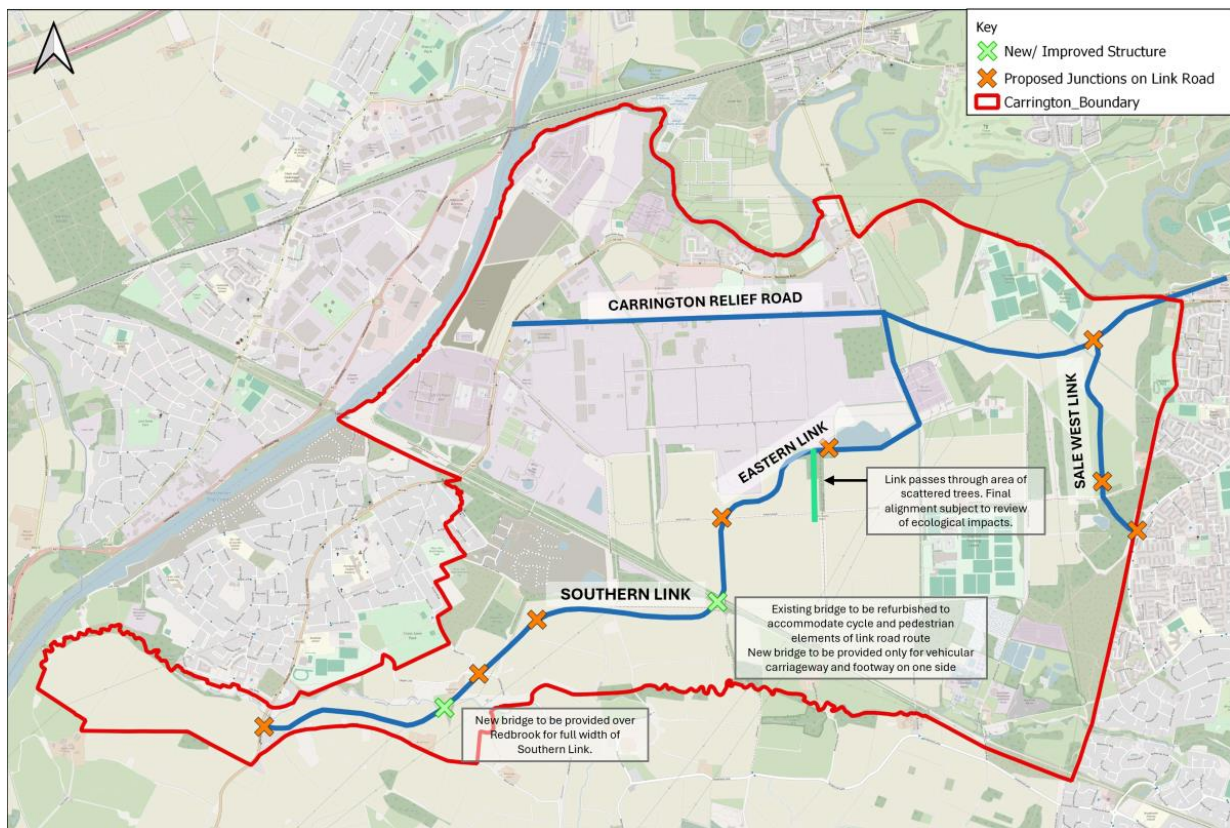 Key
New/ Improved Structure
Proposed Junctions on Link Road
Carrington_Boundary
CARRINGTON RELIEF ROAD
EASTERN LINK
SALE WEST LINK
Link passes through area of
scattered trees. Final
alignment subject to review
of ecological impacts.
SOUTHERN LINK
Existing bridge to be refurbished to
accommodate cycle and pedestrian
elements of link road route
New bridge to be provided only for vehicular
carriageway and footway on one side
New bridge to be provided over
Redbrook for full width of
Southern Link.